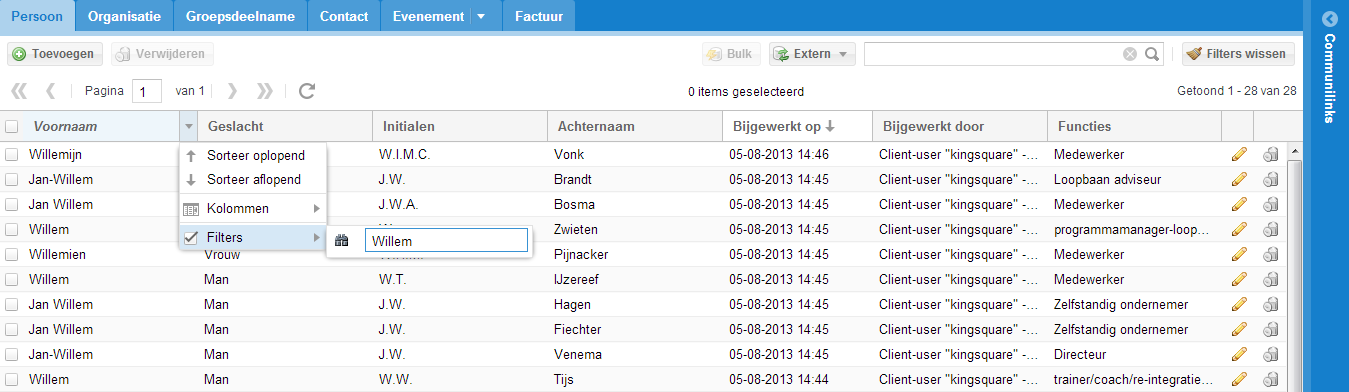 Persoon Organisatie Groepsdeelname Contact Evenement Factuur
Toevoegen Verwijderen Bulk Extern Filters wissen
Pagina 1 van 1 0 items geselecteerd Getoond 1 - 28 van 28
Voornaam Geslacht Initialen Achternaam Bijgewerkt op Bijgewerkt door Functies
Willemijn W.I.M.C. Vonk 05-08-2013 14:46 Client-user "kingsquare" -... Medewerker
Jan-Willem J.W. Brandt 05-08-2013 14:45 Client-user "kingsquare" -... Loopbaan adviseur
Jan Willem J.W.A. Bosma 05-08-2013 14:45 Client-user "kingsquare" -... Medewerker
Willem Zwieten 05-08-2013 14:45 Client-user "kingsquare" -... programmamanager-loop...
Willemien Vrouw Pijnacker 05-08-2013 14:45 Client-user "kingsquare" -... Medewerker
Willem Man W.T. IJzereef 05-08-2013 14:45 Client-user "kingsquare" -... Medewerker
Jan Willem Man J.W. Hagen 05-08-2013 14:45 Client-user "kingsquare" -... Zelfstandig ondernemer
Jan Willem Man J.W. Fiechter 05-08-2013 14:45 Client-user "kingsquare" -... Zelfstandig ondernemer
Jan-Willem Man J.W. Venema 05-08-2013 14:45 Client-user "kingsquare" -... Directeur
Willem Man W.W. Tijs 05-08-2013 14:44 Client-user "kingsquare" -... trainer/coach/re-integratie...
Sorteer oplopend
Sorteer aflopend
Kolommen
Filters
Willem
Communilinks